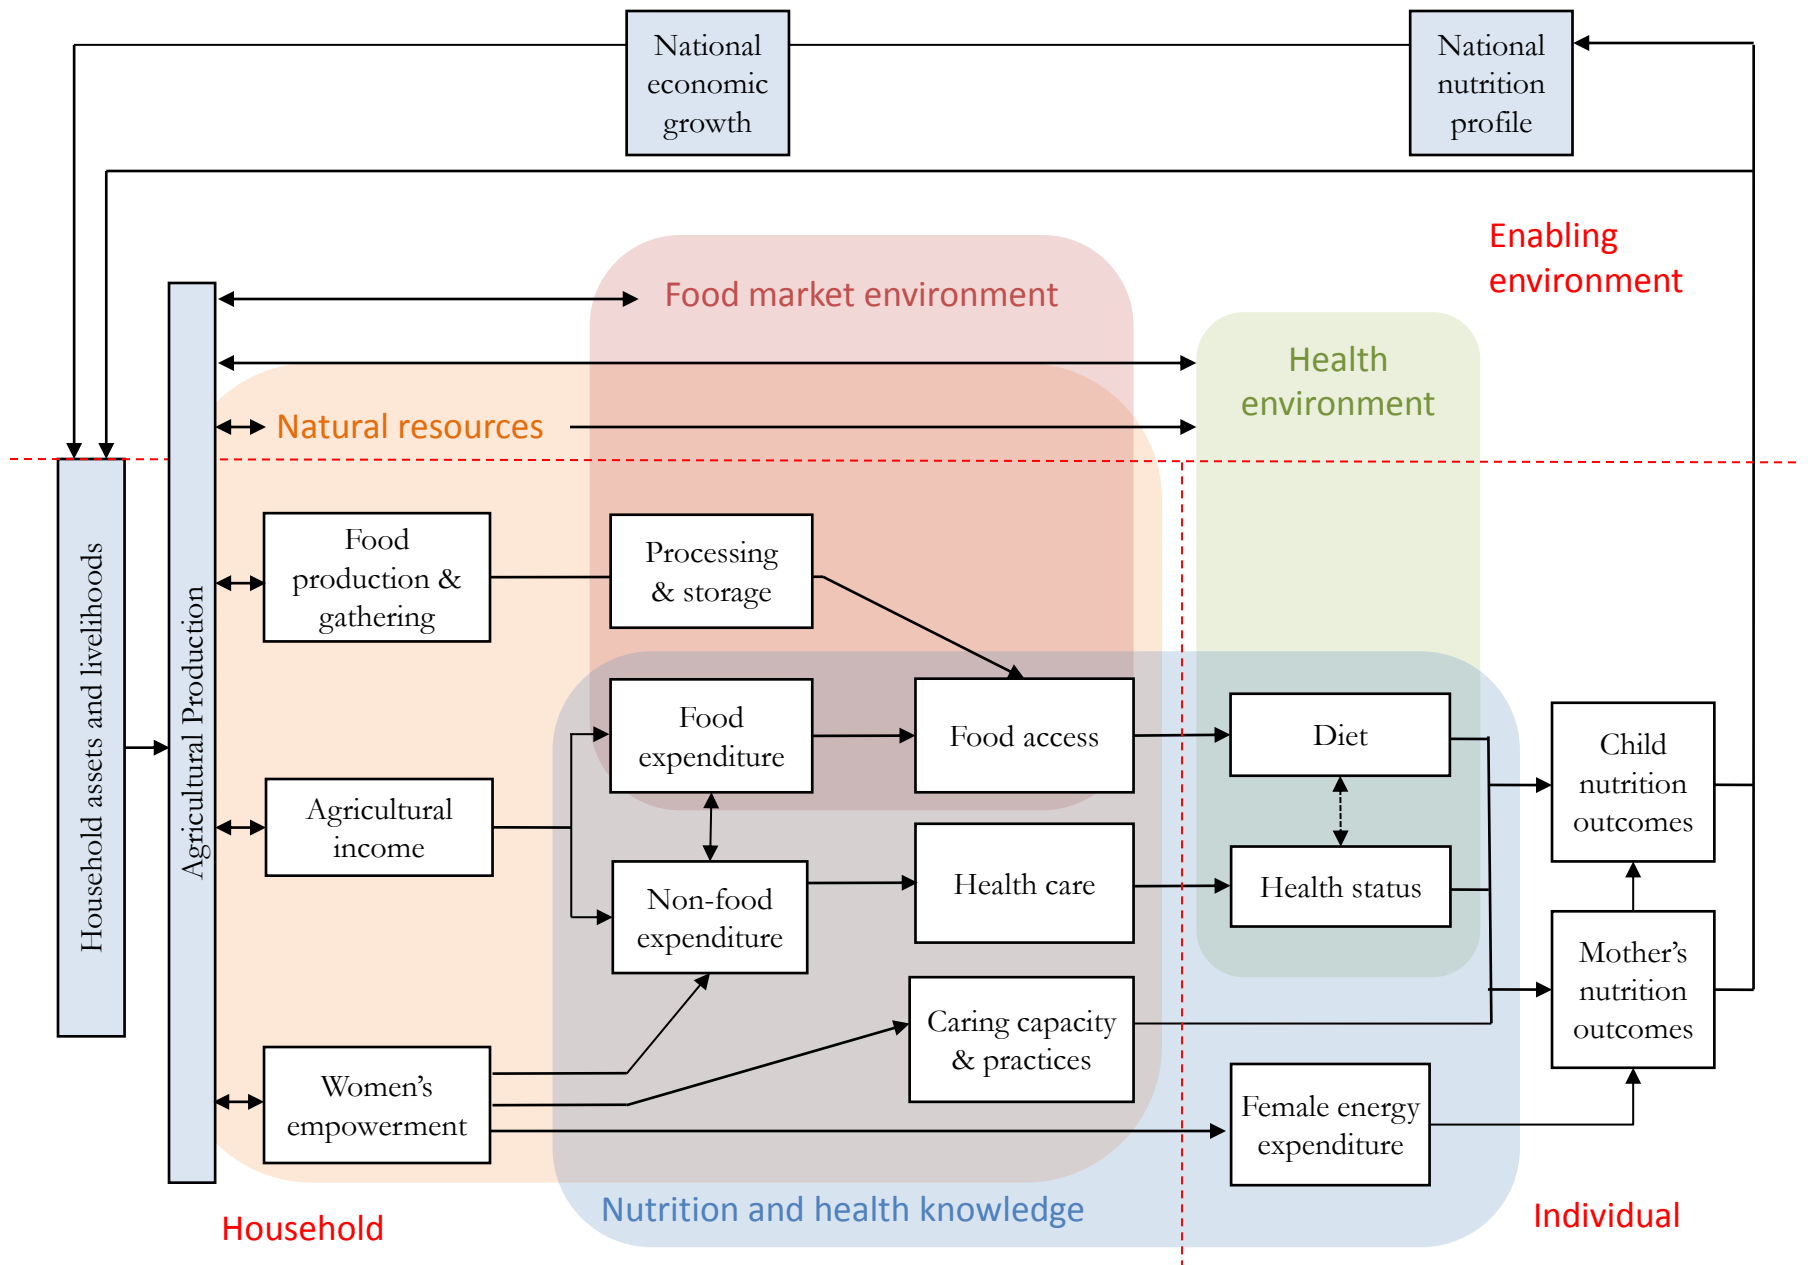 National
economic
growth
National
nutrition
profile
Enabling
environment
Food market environment
Health
environment
Natural resources
Household assets and livelihoods
Agricultural Production
Food
production &
gathering
Processing
& storage
Food
expenditure
Food access
Diet
Child
nutrition
outcomes
Agricultural
income
Non-food
expenditure
Health care
Health status
Mother's
nutrition
outcomes
Caring capacity
& practices
Women's
empowerment
Female energy
expenditure
Nutrition and health knowledge
Household
Individual